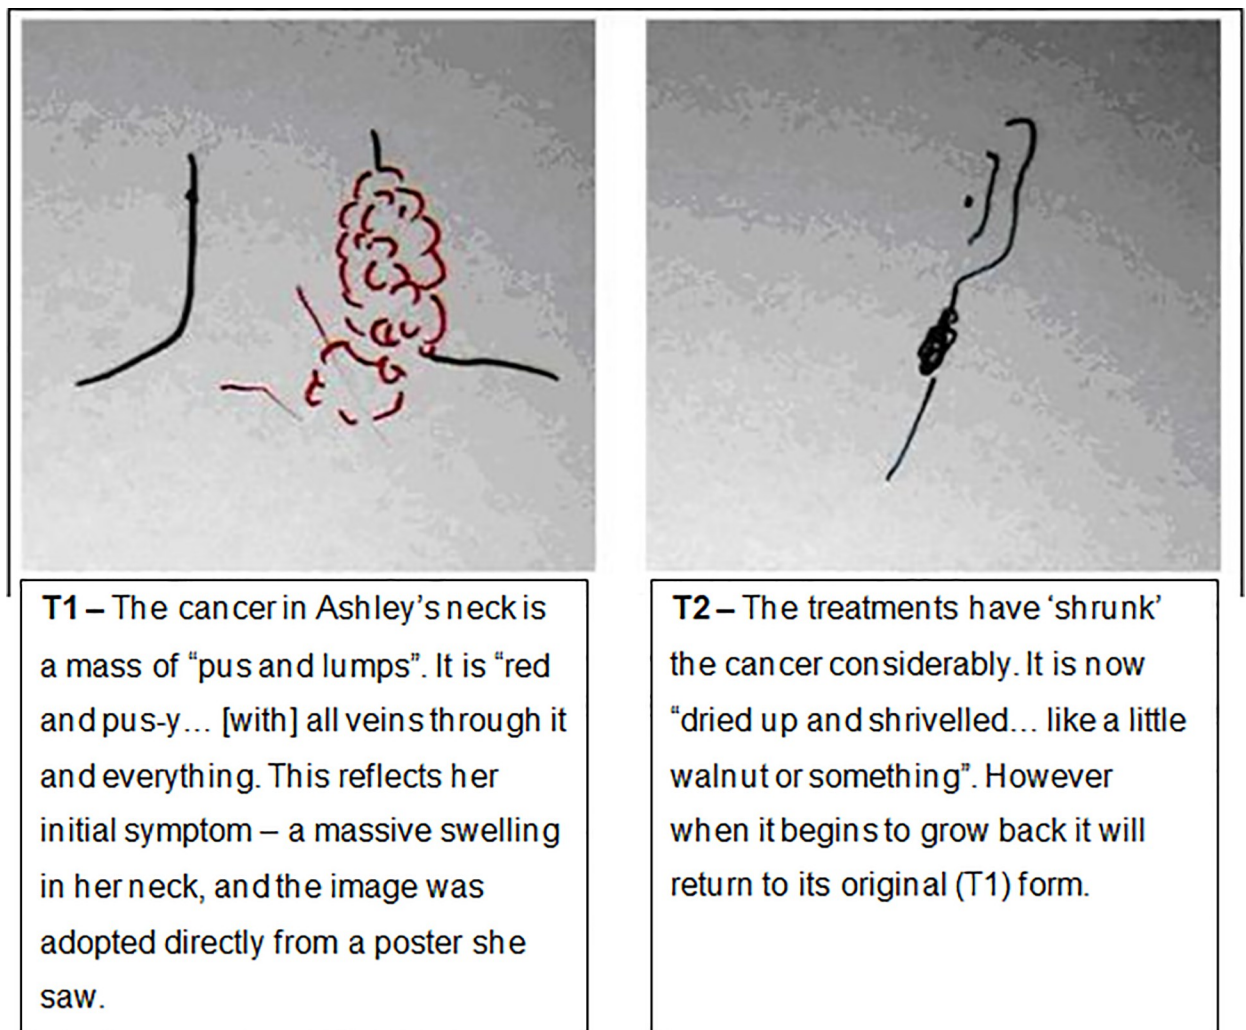 T1 – The cancer in Ashley’s neck is
a mass of “pus and lumps”. It is “red
and pus-y… [with] all veins through it
and everything. This reflects her
initial symptom – a massive swelling
in her neck, and the image was
adopted directly from a poster she
saw.
T2 – The treatments have ‘shrunk’
the cancer considerably. It is now
“dried up and shrivelled… like a little
walnut or something”. However
when it begins to grow back it will
return to its original (T1) form.